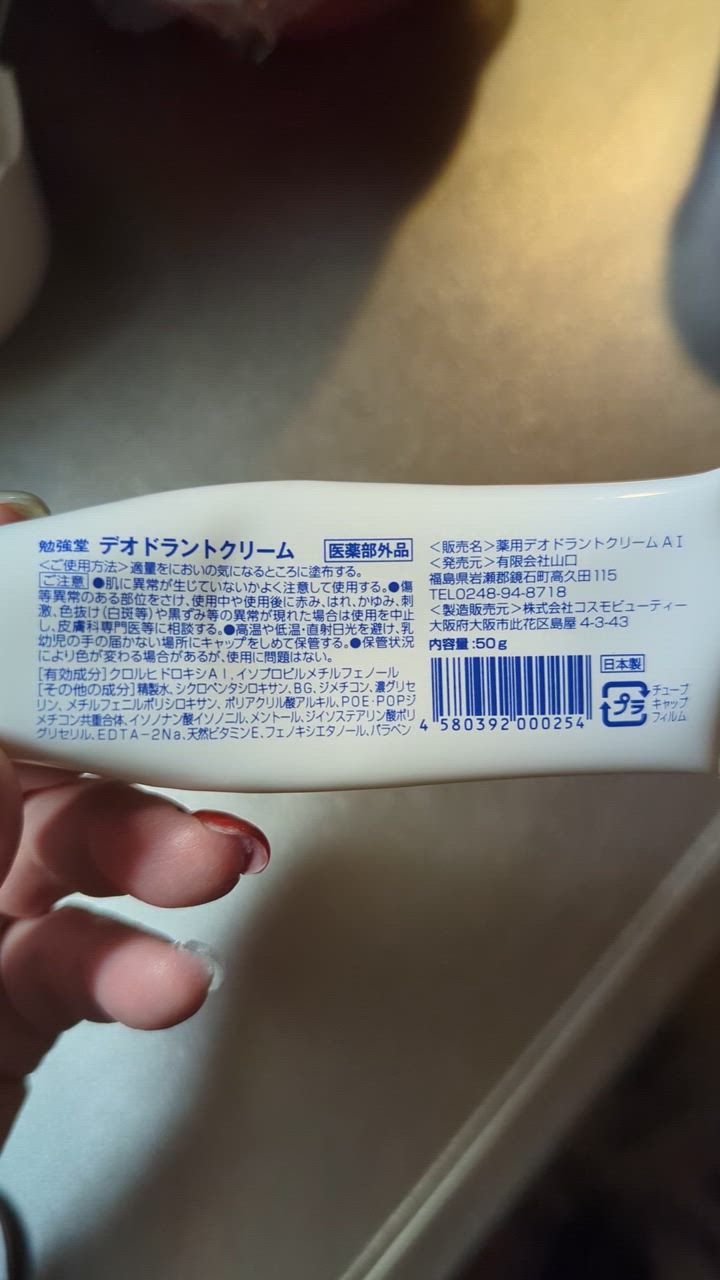 勉強堂 デオドラントクリーム 医薬部外品
<ご使用方法>適量をにおいの気になるところに塗布する。
ご注意 ●肌に異常が生じていないかよく注意して使用する。●傷
等異常のある部位をさけ、使用中や使用後に赤み、はれ、かゆみ、刺
激、色抜け(白斑等)や黒ずみ等の異常が現れた場合は使用を中止
し、皮膚科専門医等に相談する。●高温や低温・直射日光を避け、乳
幼児の手の届かない場所にキャップをしめて保管する。●保管状況
により色が変わる場合があるが、使用に問題はない。
[有効成分]クロルヒドロキシAl、イソプロピルメチルフェノール
[その他の成分]精製水、シクロペンタシロキサン、BG、ジメチコン、濃グリセ
リン、メチルフェニルポリシロキサン、ポリアクリル酸アルキル、POE・POPジ
メチコン共重合体、イソノナン酸イソノニル、メントール、ジイソステアリン酸ポリ
グリセリル、EDTA-2Na、天然ビタミンE、フェノキシエタノール、パラベン
<販売名>薬用デオドラントクリームAI
<発売元>有限会社山口
福島県岩瀬郡鏡石町高久田115
TEL0248-94-8718
<製造販売元>株式会社コスモビューティー
大阪府大阪市此花区島屋 4-3-43
内容量:50g
日本製
4 580392 000254
プラ
チューブ
キャップ
フィルム